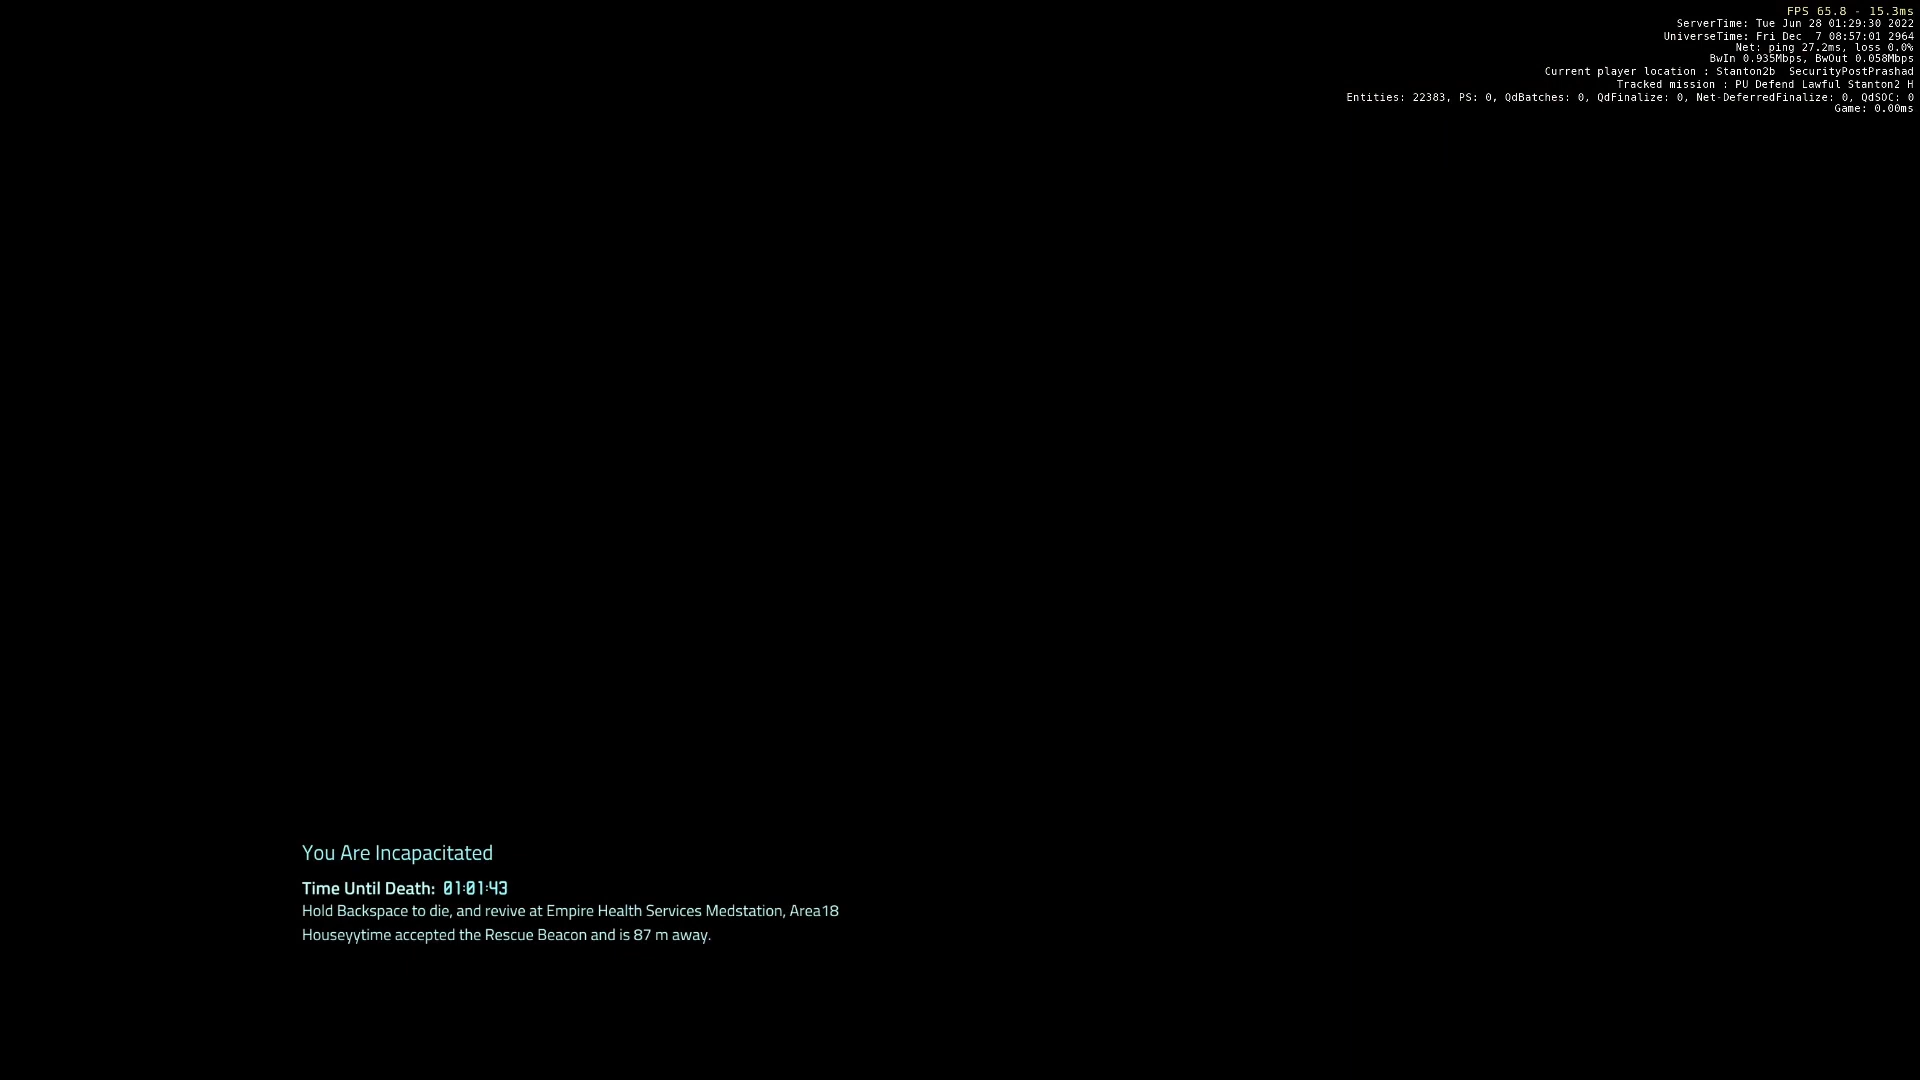 FPS 65.8 - 15.3ms
ServerTime: Tue Jun 28 01:29:30 2022
UniverseTime: Fri Dec  7 08:57:01 2964
Net: ping 27.2ms, loss 0.0%
BwIn 0.935Mbps, BwOut 0.058Mbps
Current player location : Stanton2b  SecurityPostPrashad
Tracked mission : PU Defend Lawful Stanton2 H
Entities: 22383, PS: 0, QdBatches: 0, QdFinalize: 0, Net-DeferredFinalize: 0, QdSOC: 0
Game: 0.00ms
You Are Incapacitated
Time Until Death: 01:01:43
Hold Backspace to die, and revive at Empire Health Services Medstation, Area18
Houseyytime accepted the Rescue Beacon and is 87 m away.